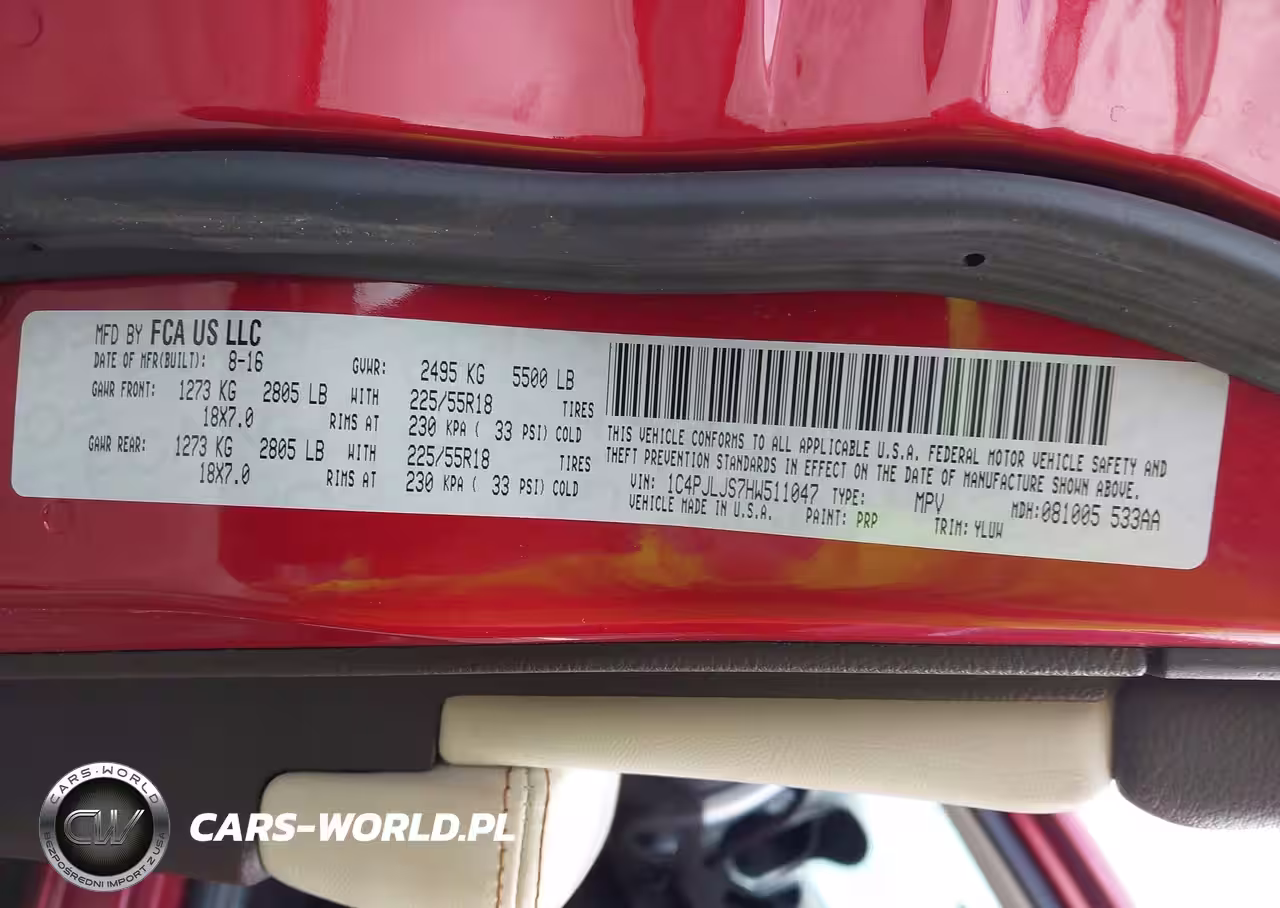 MFD BY FCA US LLC
DATE OF MFR(BUILT): 8-16 GVWR: 2495 KG 5500 LB
GAWR FRONT: 1273 KG 2805 LB WITH 225/55R18 TIRES
18X7.0 RIMS AT 230 KPA ( 33 PSI) COLD
GAWR REAR: 1273 KG 2805 LB WITH 225/55R18 TIRES
18X7.0 RIMS AT 230 KPA ( 33 PSI) COLD
THIS VEHICLE CONFORMS TO ALL APPLICABLE U.S.A. FEDERAL MOTOR VEHICLE SAFETY AND
THEFT PREVENTION STANDARDS IN EFFECT ON THE DATE OF MANUFACTURE SHOWN ABOVE.
VIN: 1C4PJLJS7HW511047 TYPE: MPV MDH:081005 533AA
VEHICLE MADE IN U.S.A. PAINT: PRP TRIM: YLUW
CARS-WORLD
CW
BEZPOŚREDNI IMPORT Z USA
CARS-WORLD.PL